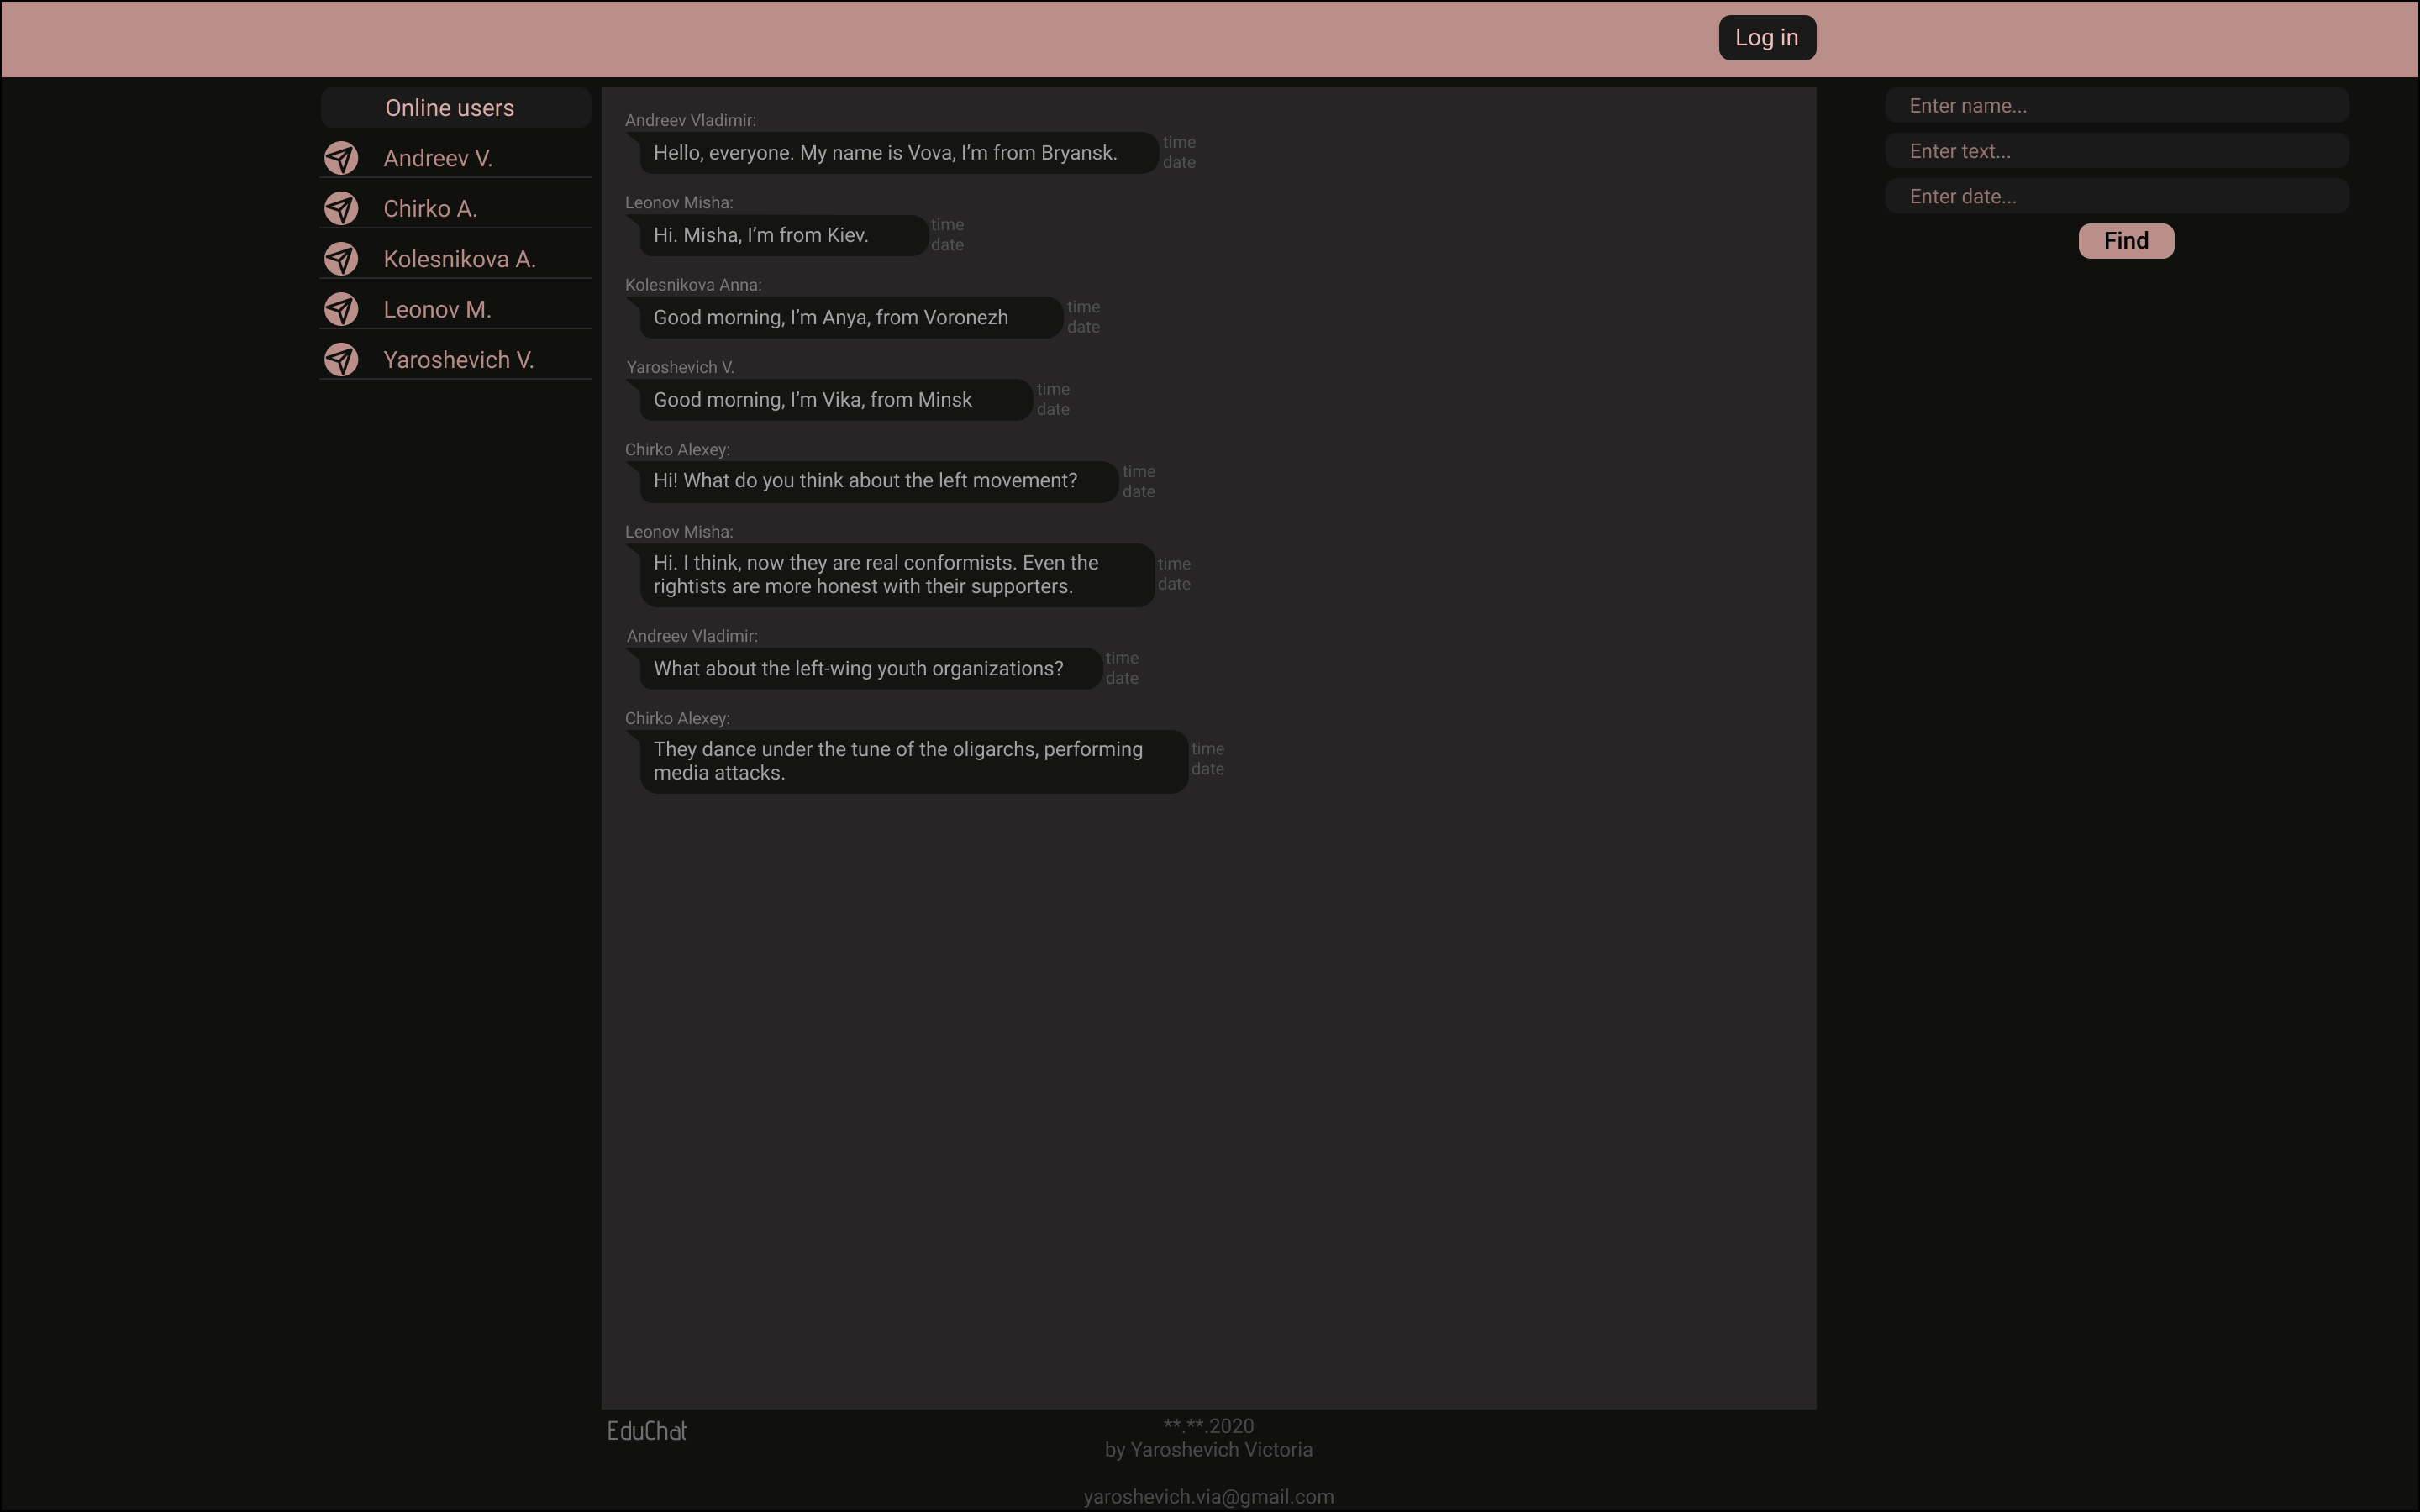 Log in
Online users
Andreev V.
Chirko A.
Kolesnikova A.
Leonov M.
Yaroshevich V.
Andreev Vladimir:
Hello, everyone. My name is Vova, I’m from Bryansk.
time
date
Leonov Misha:
Hi. Misha, I’m from Kiev.
time
date
Kolesnikova Anna:
Good morning, I’m Anya, from Voronezh
time
date
Yaroshevich V.
Good morning, I’m Vika, from Minsk
time
date
Chirko Alexey:
Hi! What do you think about the left movement?
time
date
Leonov Misha:
Hi. I think, now they are real conformists. Even the
rightists are more honest with their supporters.
time
date
Andreev Vladimir:
What about the left-wing youth organizations?
time
date
Chirko Alexey:
They dance under the tune of the oligarchs, performing
media attacks.
time
date
Enter name...
Enter text...
Enter date...
Find
EduChat
**.**.2020
by Yaroshevich Victoria
yaroshevich.via@gmail.com